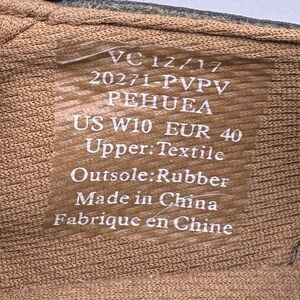 VC 12/17
20271-PVPV
PEHUEA
US W10 EUR 40
Upper:Textile
Outsole:Rubber
Made in China
Fabrique en Chine